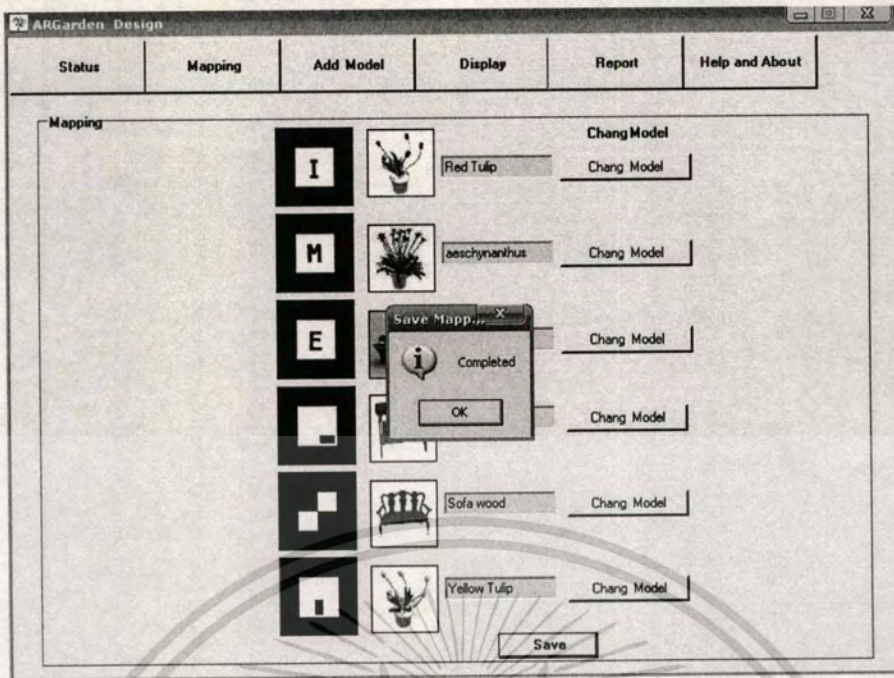 ARGarden Design
Status Mapping Add Model Display Report Help and About
Mapping
Chang Model
I Red Tulip Chang Model
M aeschynanthus Chang Model
E Chang Model
Save Mapp...
Completed
OK
Chang Model
Sofa wood Chang Model
Yellow Tulip Chang Model
Save